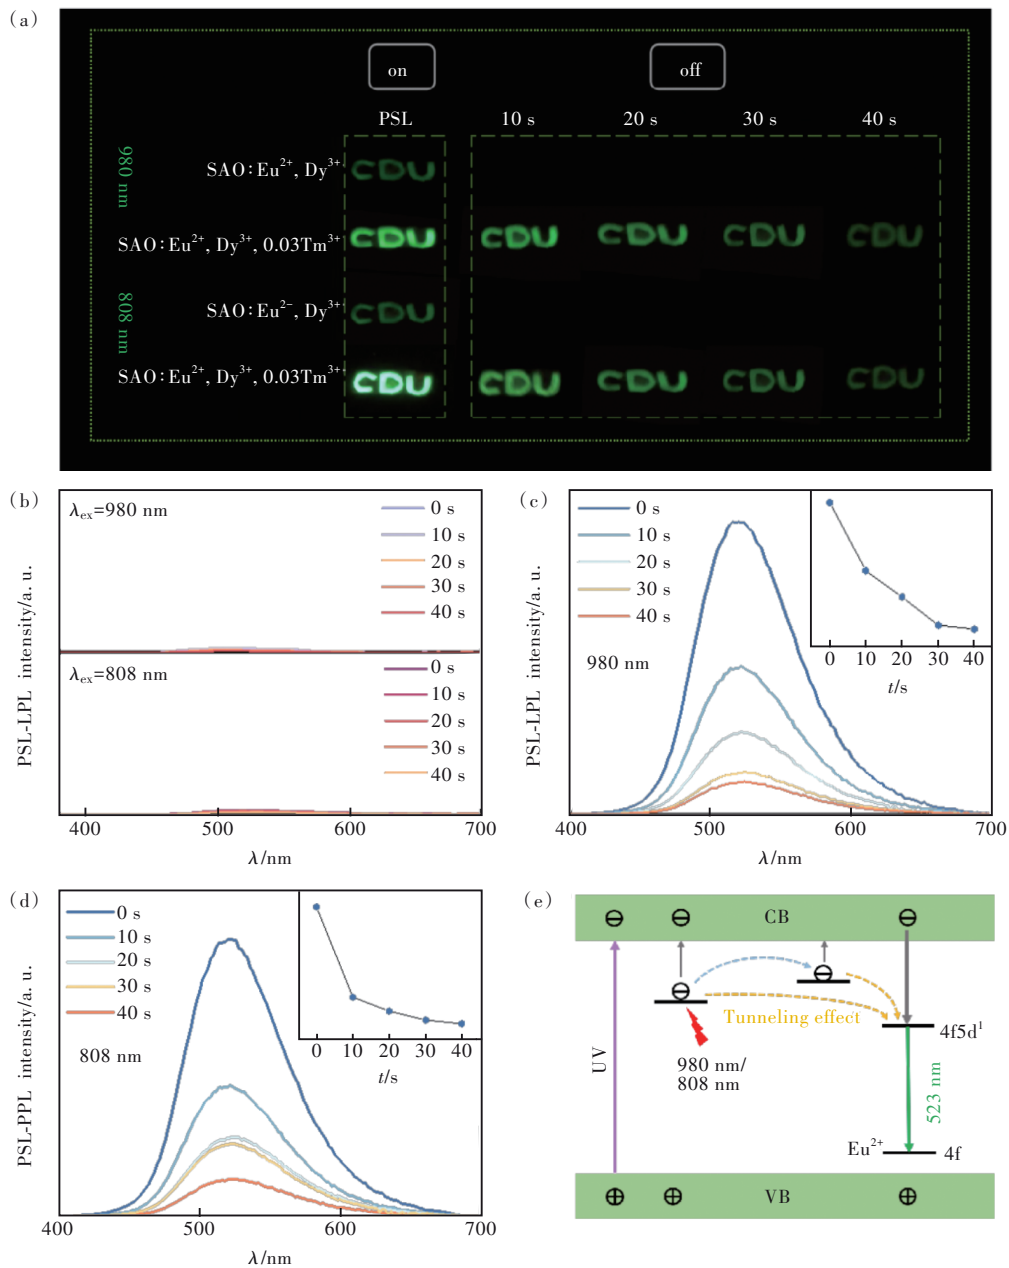 (a)
on
off
PSL
10 s
20 s
30 s
40 s
980 nm
SAO:Eu²⁺, Dy³⁺
CDU
SAO:Eu²⁺, Dy³⁺, 0.03Tm³⁺
CDU CDU CDU CDU CDU
808 nm
SAO:Eu²⁻, Dy³⁺
CDU
SAO:Eu²⁺, Dy³⁺, 0.03Tm³⁺
CDU CDU CDU CDU CDU
(b)
PSL-LPL intensity/a. u.
λex=980 nm
0 s
10 s
20 s
30 s
40 s
λex=808 nm
0 s
10 s
20 s
30 s
40 s
400 500 600 700
λ/nm
(c)
PSL-LPL intensity/a. u.
0 s
10 s
20 s
30 s
40 s
980 nm
0 10 20 30 40
t/s
400 500 600 700
λ/nm
(d)
PSL-PPL intensity/a. u.
0 s
10 s
20 s
30 s
40 s
808 nm
0 10 20 30 40
t/s
400 500 600 700
λ/nm
(e)
CB
UV
Tunneling effect
980 nm/
808 nm
4f5d¹
523 nm
Eu²⁺
4f
VB